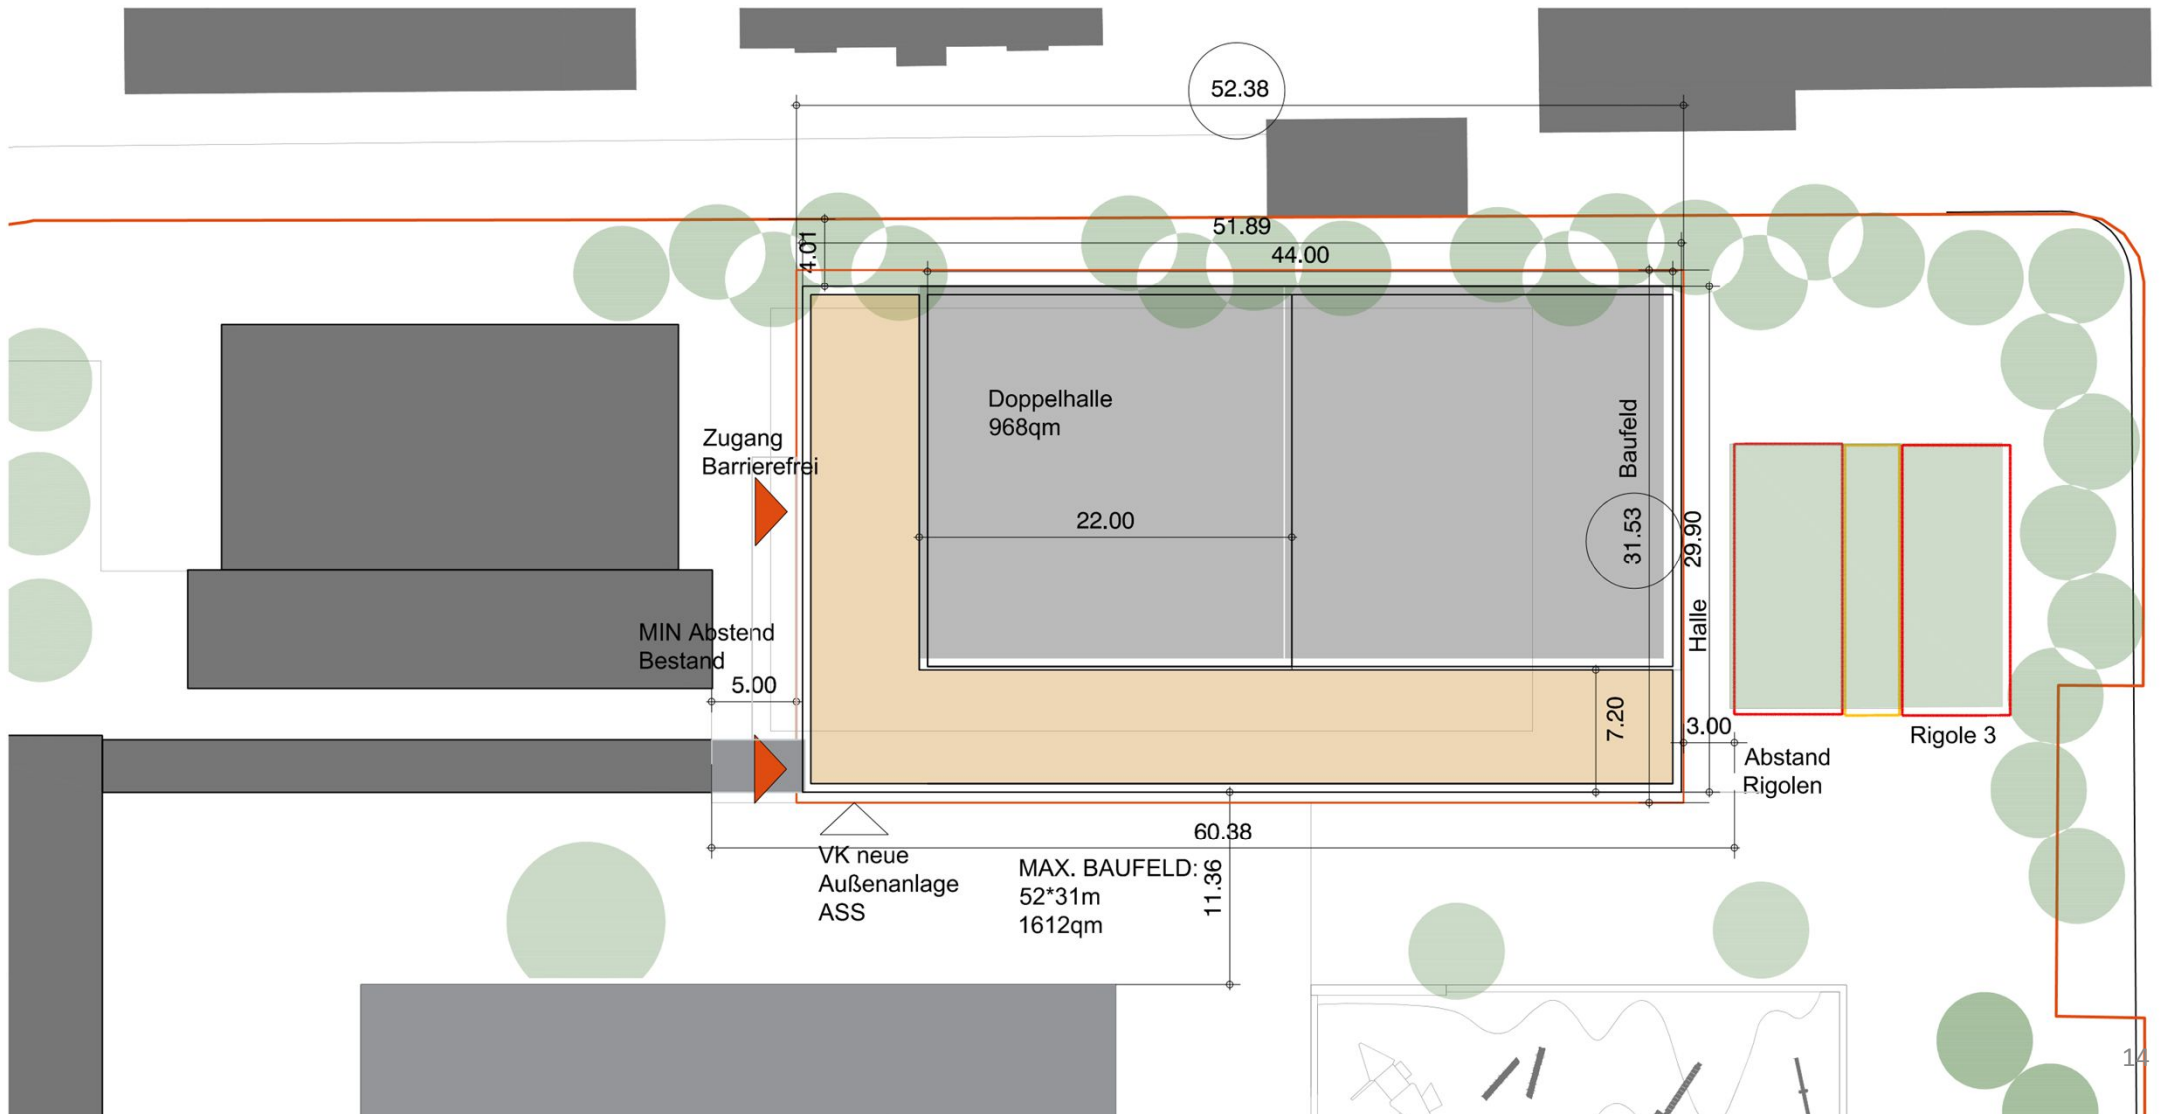 52.38
51.89
4.01
44.00
Doppelhalle
968qm
Baufeld
Zugang
Barrierefrei
22.00
31.53
29.90
Halle
MIN Abstend
Bestand
5.00
7.20
3.00
Rigole 3
Abstand
Rigolen
60.38
VK neue
Außenanlage
ASS
MAX. BAUFELD:
52*31m
1612qm
11.36
14